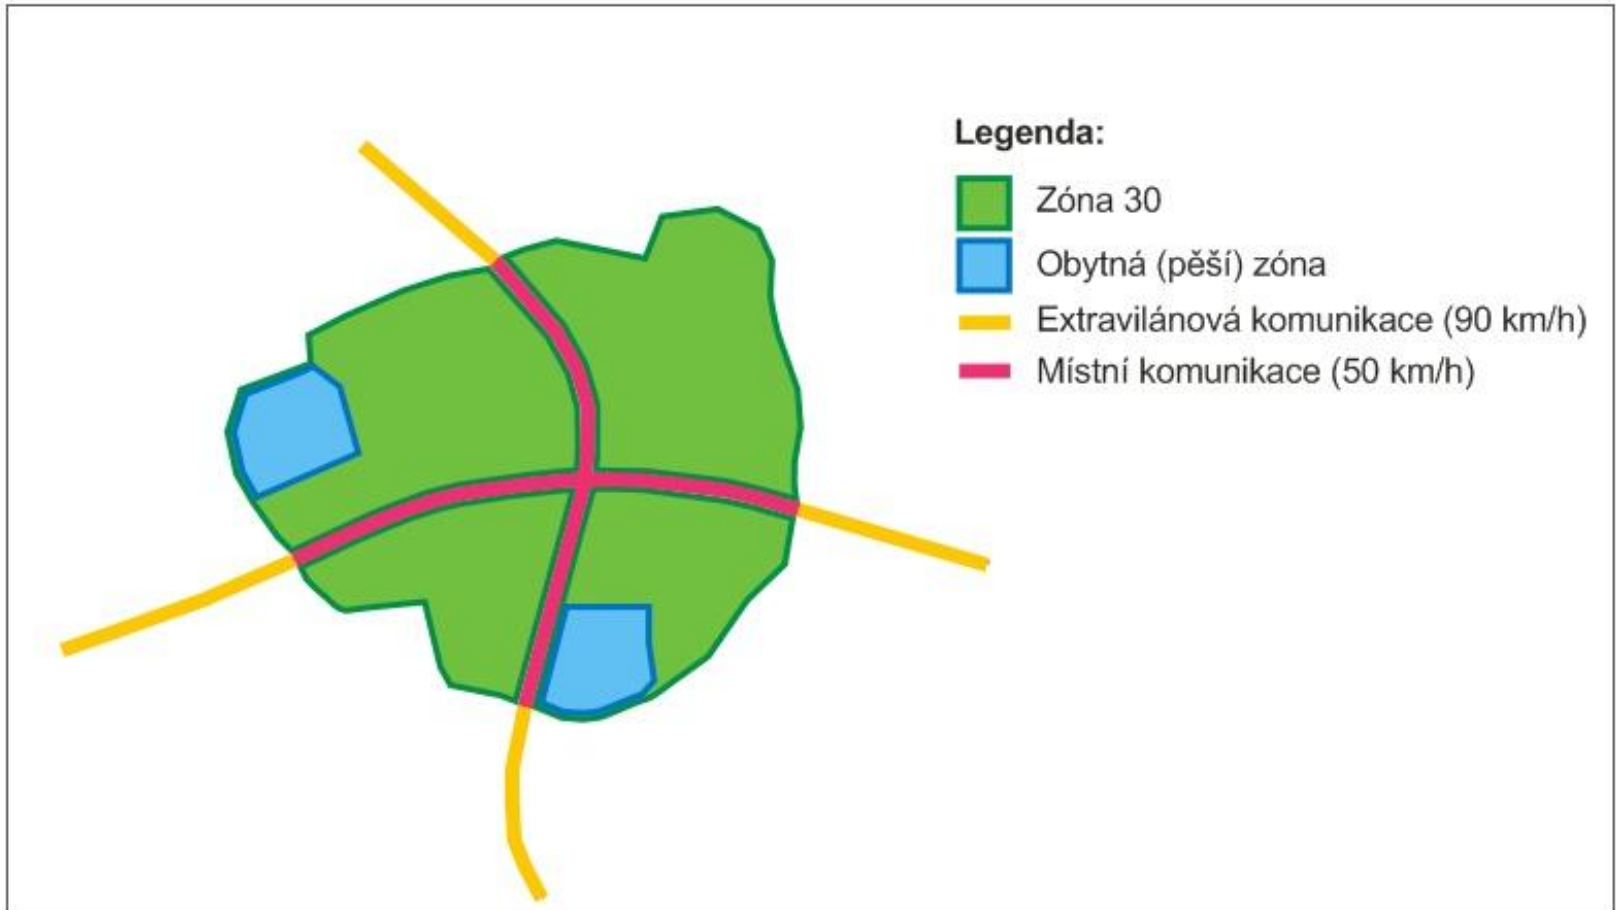 Legenda:
Zóna 30
Obytná (pěší) zóna
Extravilánová komunikace (90 km/h)
Místní komunikace (50 km/h)